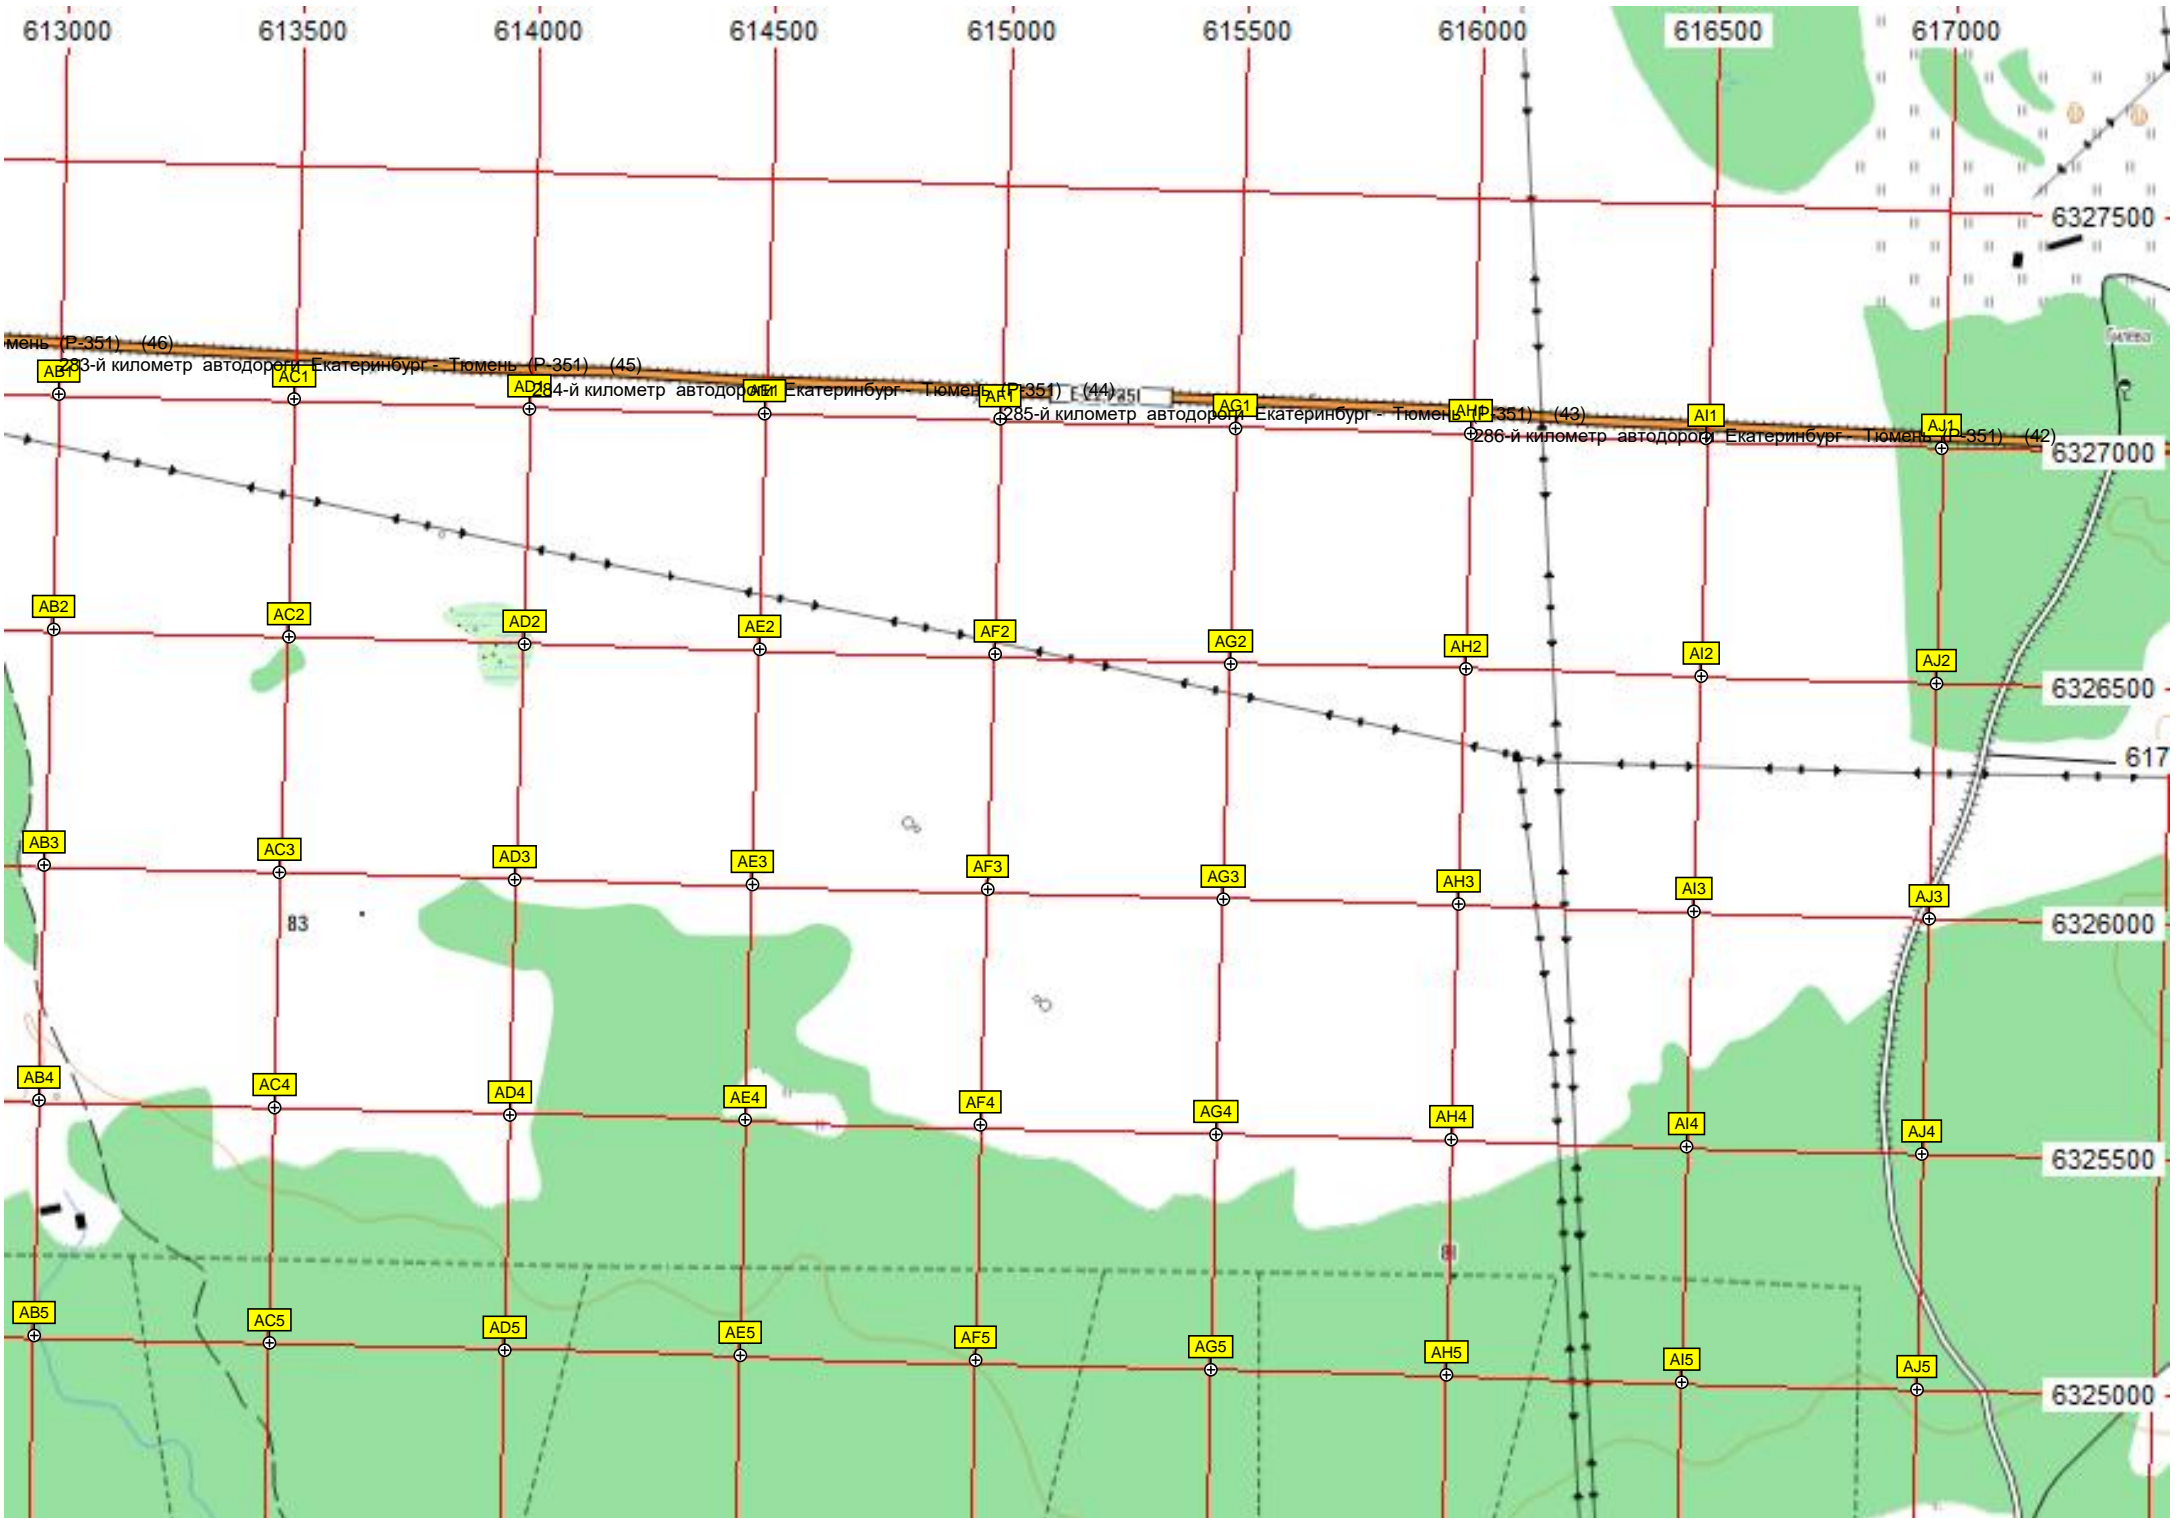 613000 613500 614000 614500 615000 615500 616000 616500 617000
6327500
мень (Р-351) (46)
283-й километр автодороги Екатеринбург - Тюмень (Р-351) (45)
284-й километр автодороги Екатеринбург - Тюмень (Р-351) (44)
285-й километр автодороги Екатеринбург - Тюмень (Р-351) (43)
286-й километр автодороги Екатеринбург - Тюмень (Р-351) (42)
AB1 AC1 AD1 AE1 AF1 AG1 AH1 AI1 AJ1
6327000
AB2 AC2 AD2 AE2 AF2 AG2 AH2 AI2 AJ2
6326500
617
AB3 AC3 AD3 AE3 AF3 AG3 AH3 AI3 AJ3
83
6326000
AB4 AC4 AD4 AE4 AF4 AG4 AH4 AI4 AJ4
6325500
AB5 AC5 AD5 AE5 AF5 AG5 AH5 AI5 AJ5
6325000